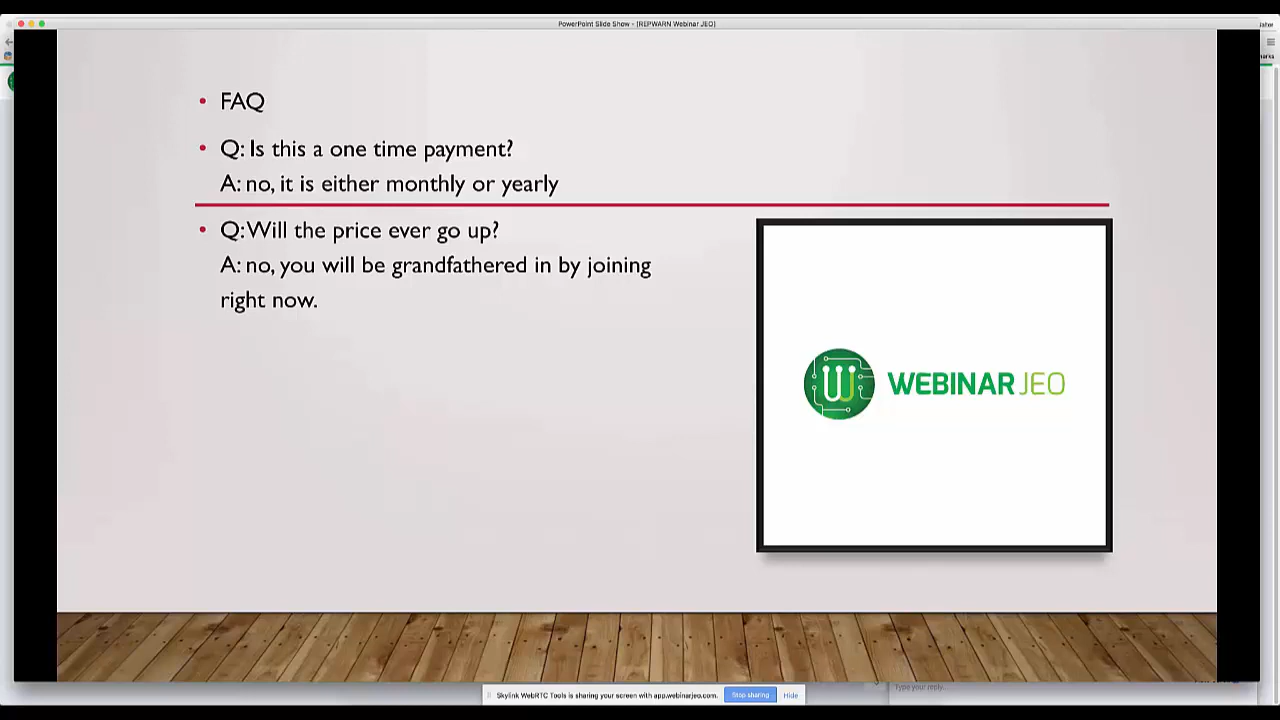 PowerPoint Slide Show - [REPWARN Webinar JEO]
FAQ
Q: Is this a one time payment?
A: no, it is either monthly or yearly
Q: Will the price ever go up?
A: no, you will be grandfathered in by joining
right now.
WEBINAR JEO
Skylink WebRTC Tools is sharing your screen with app.webinarjeo.com.
Stop sharing
Hide
Type your reply...